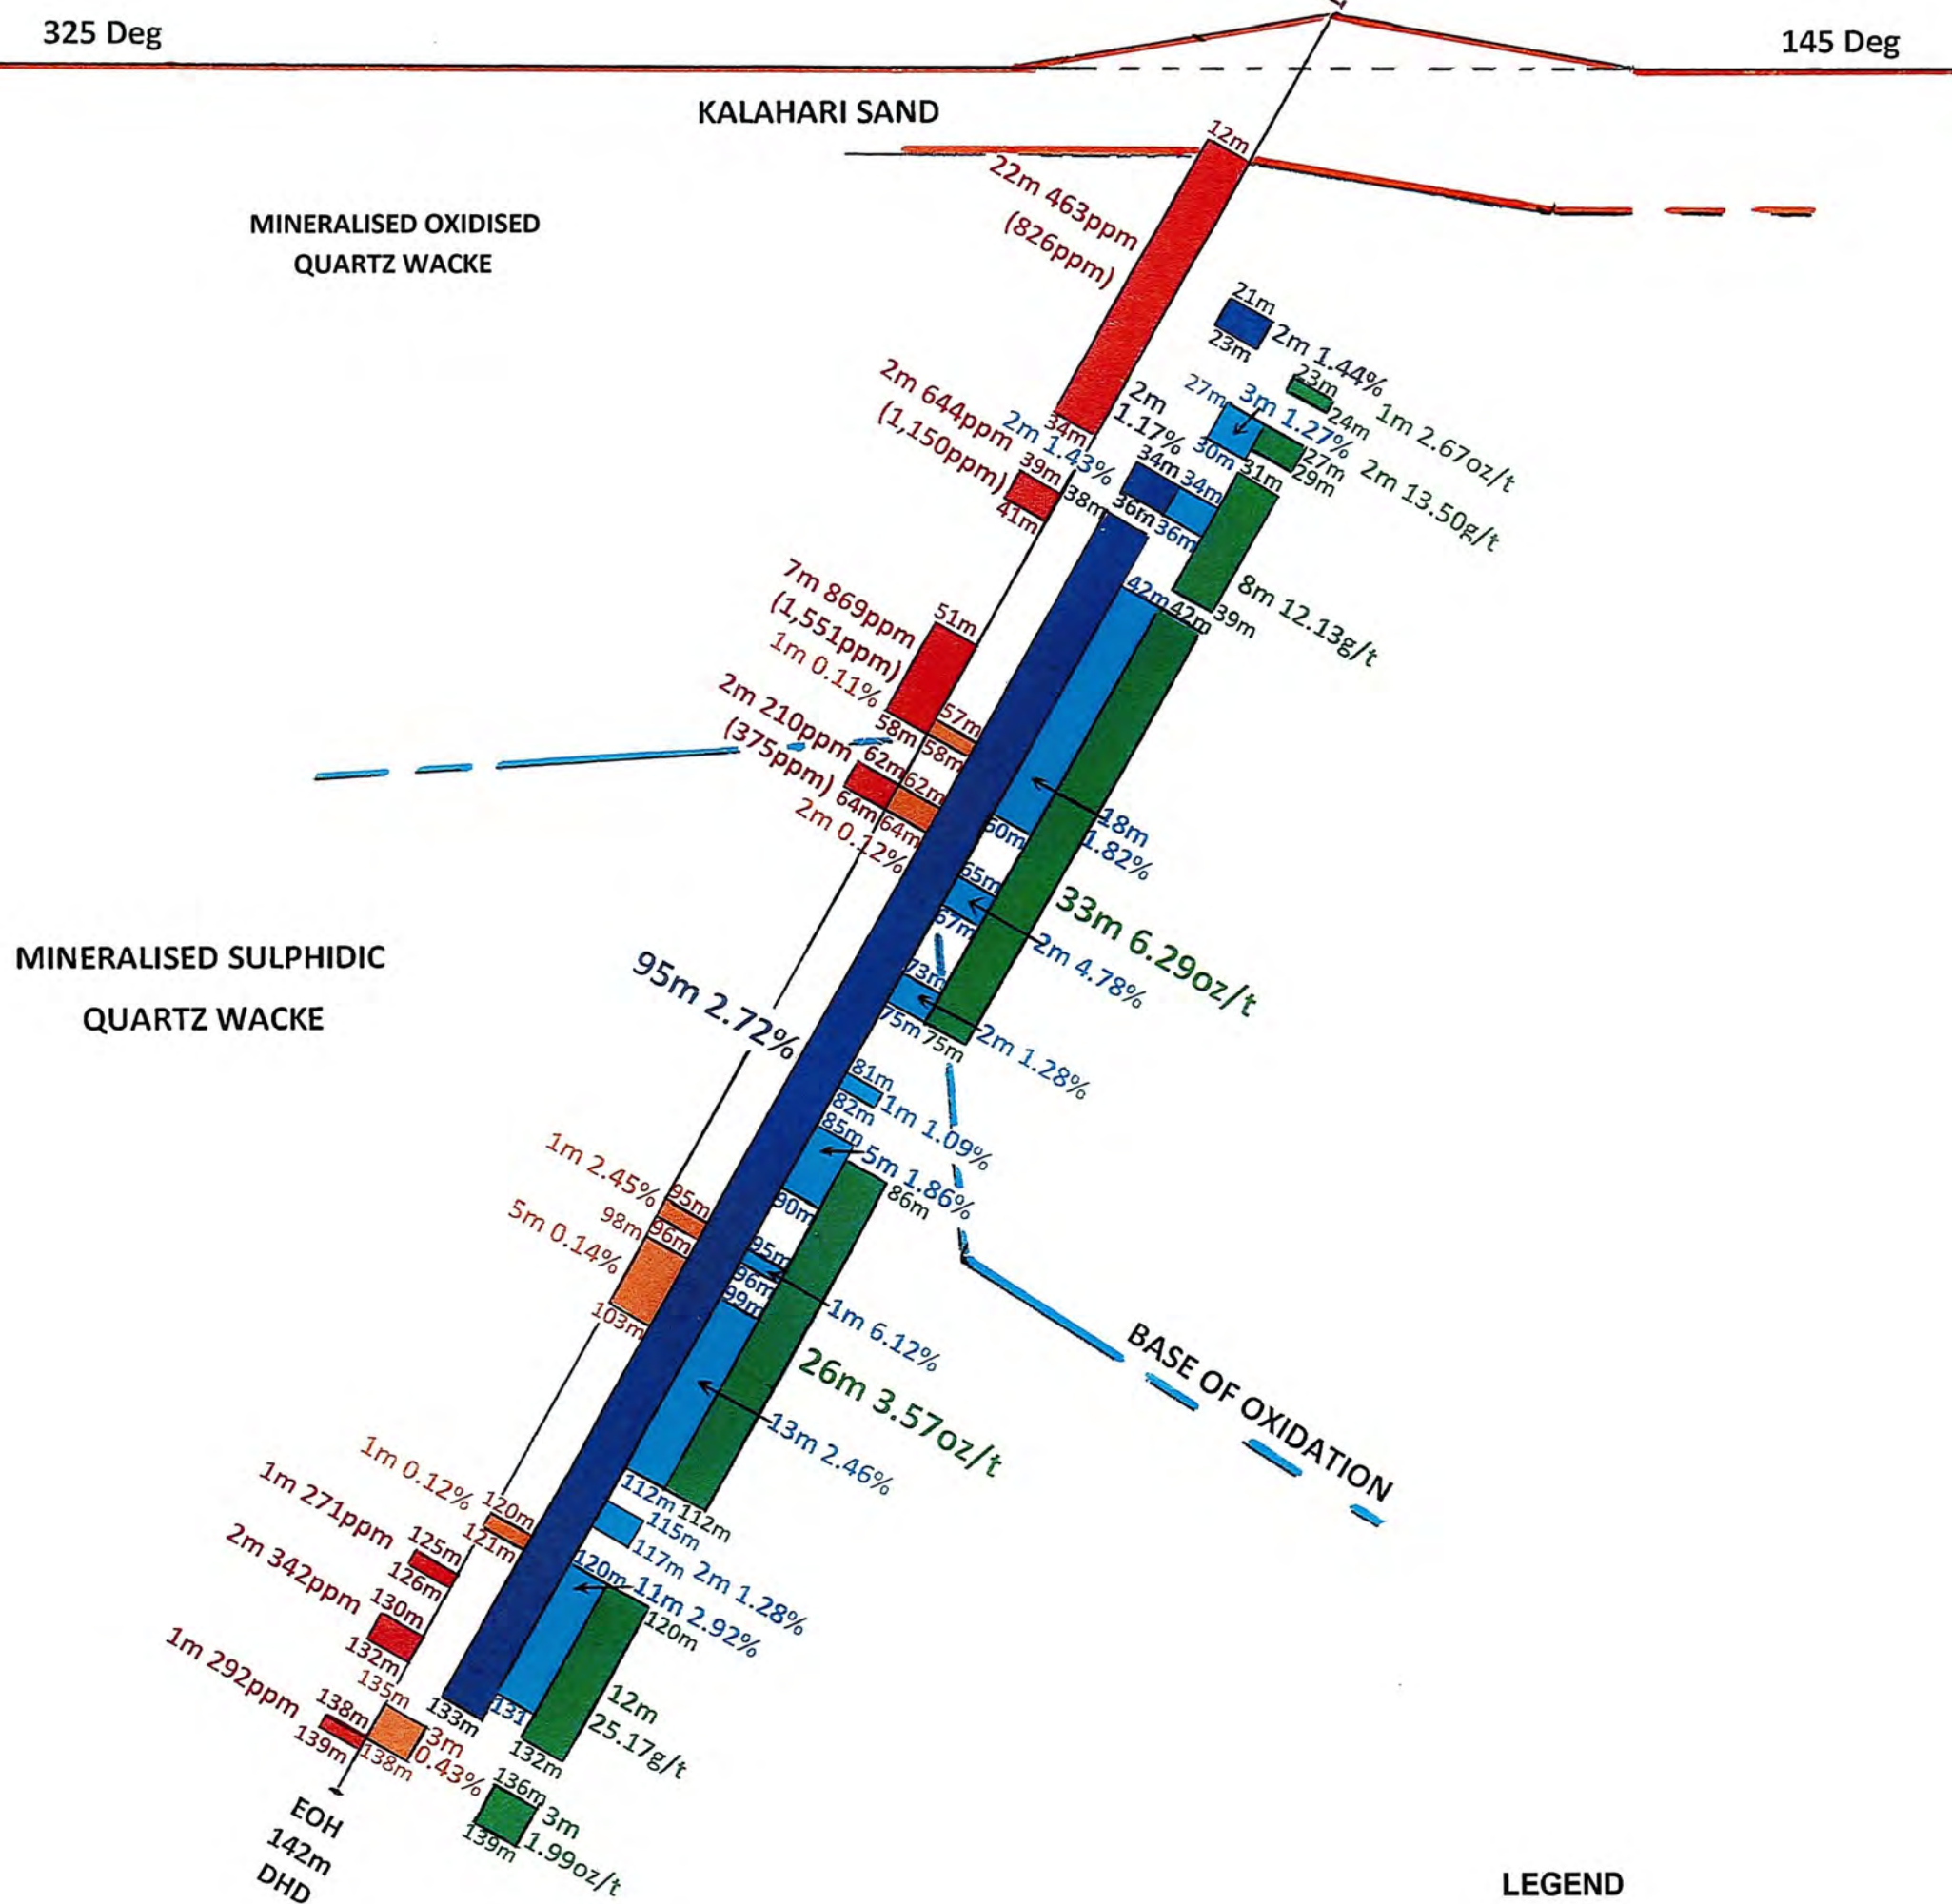 325 Deg
145 Deg
KALAHARI SAND
12m
22m 463ppm
(826ppm)
MINERALISED OXIDISED
QUARTZ WACKE
21m
23m
2m 1.44%
23m
24m
1m 2.67oz/t
27m
3m 1.27%
30m
27m
29m
2m 13.50g/t
34m
2m
1.17%
2m 1.43%
34m
34m
36m
36m
31m
39m
8m 12.13g/t
2m 644ppm
(1,150ppm)
39m
41m
38m
42m
42m
7m 869ppm
(1,551ppm)
51m
58m
1m 0.11%
57m
58m
2m 210ppm
(375ppm)
62m
62m
64m
64m
2m 0.12%
60m
18m
1.82%
65m
67m
2m 4.78%
33m 6.29oz/t
73m
75m
75m
2m 1.28%
MINERALISED SULPHIDIC
QUARTZ WACKE
95m 2.72%
81m
82m
1m 1.09%
85m
5m 1.86%
90m
86m
1m 2.45%
95m
96m
98m
5m 0.14%
103m
95m
96m
1m 6.12%
99m
26m 3.57oz/t
13m 2.46%
BASE OF OXIDATION
112m
112m
115m
117m
2m 1.28%
1m 0.12%
120m
121m
1m 271ppm
125m
126m
120m
11m 2.92%
120m
2m 342ppm
130m
132m
12m
25.17g/t
1m 292ppm
138m
139m
135m
138m
3m
0.43%
133m
131
132m
136m
139m
3m
1.99oz/t
EOH
142m
DHD
LEGEND